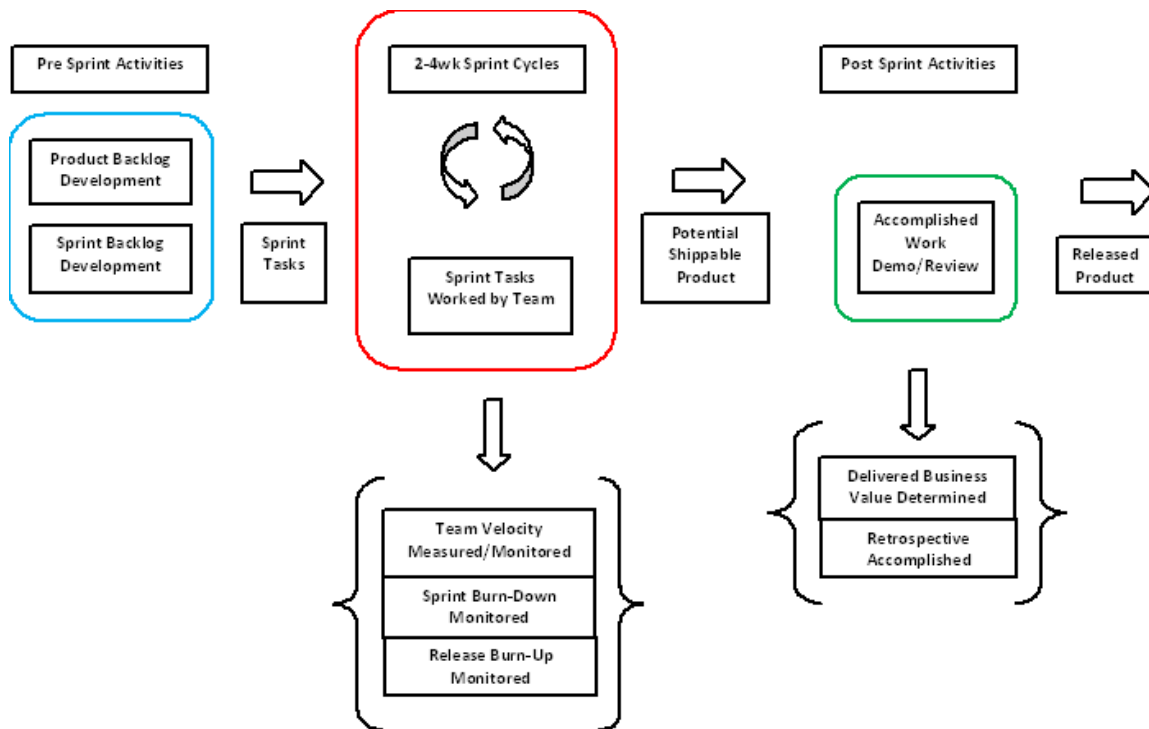 Pre Sprint Activities
2-4wk Sprint Cycles
Post Sprint Activities
Product Backlog
Development
Sprint Backlog
Development
Sprint
Tasks
Sprint Tasks
Worked by Team
Potential
Shippable
Product
Accomplished
Work
Demo/Review
Released
Product
Team Velocity
Measured/Monitored
Sprint Burn-Down
Monitored
Release Burn-Up
Monitored
Delivered Business
Value Determined
Retrospective
Accomplished